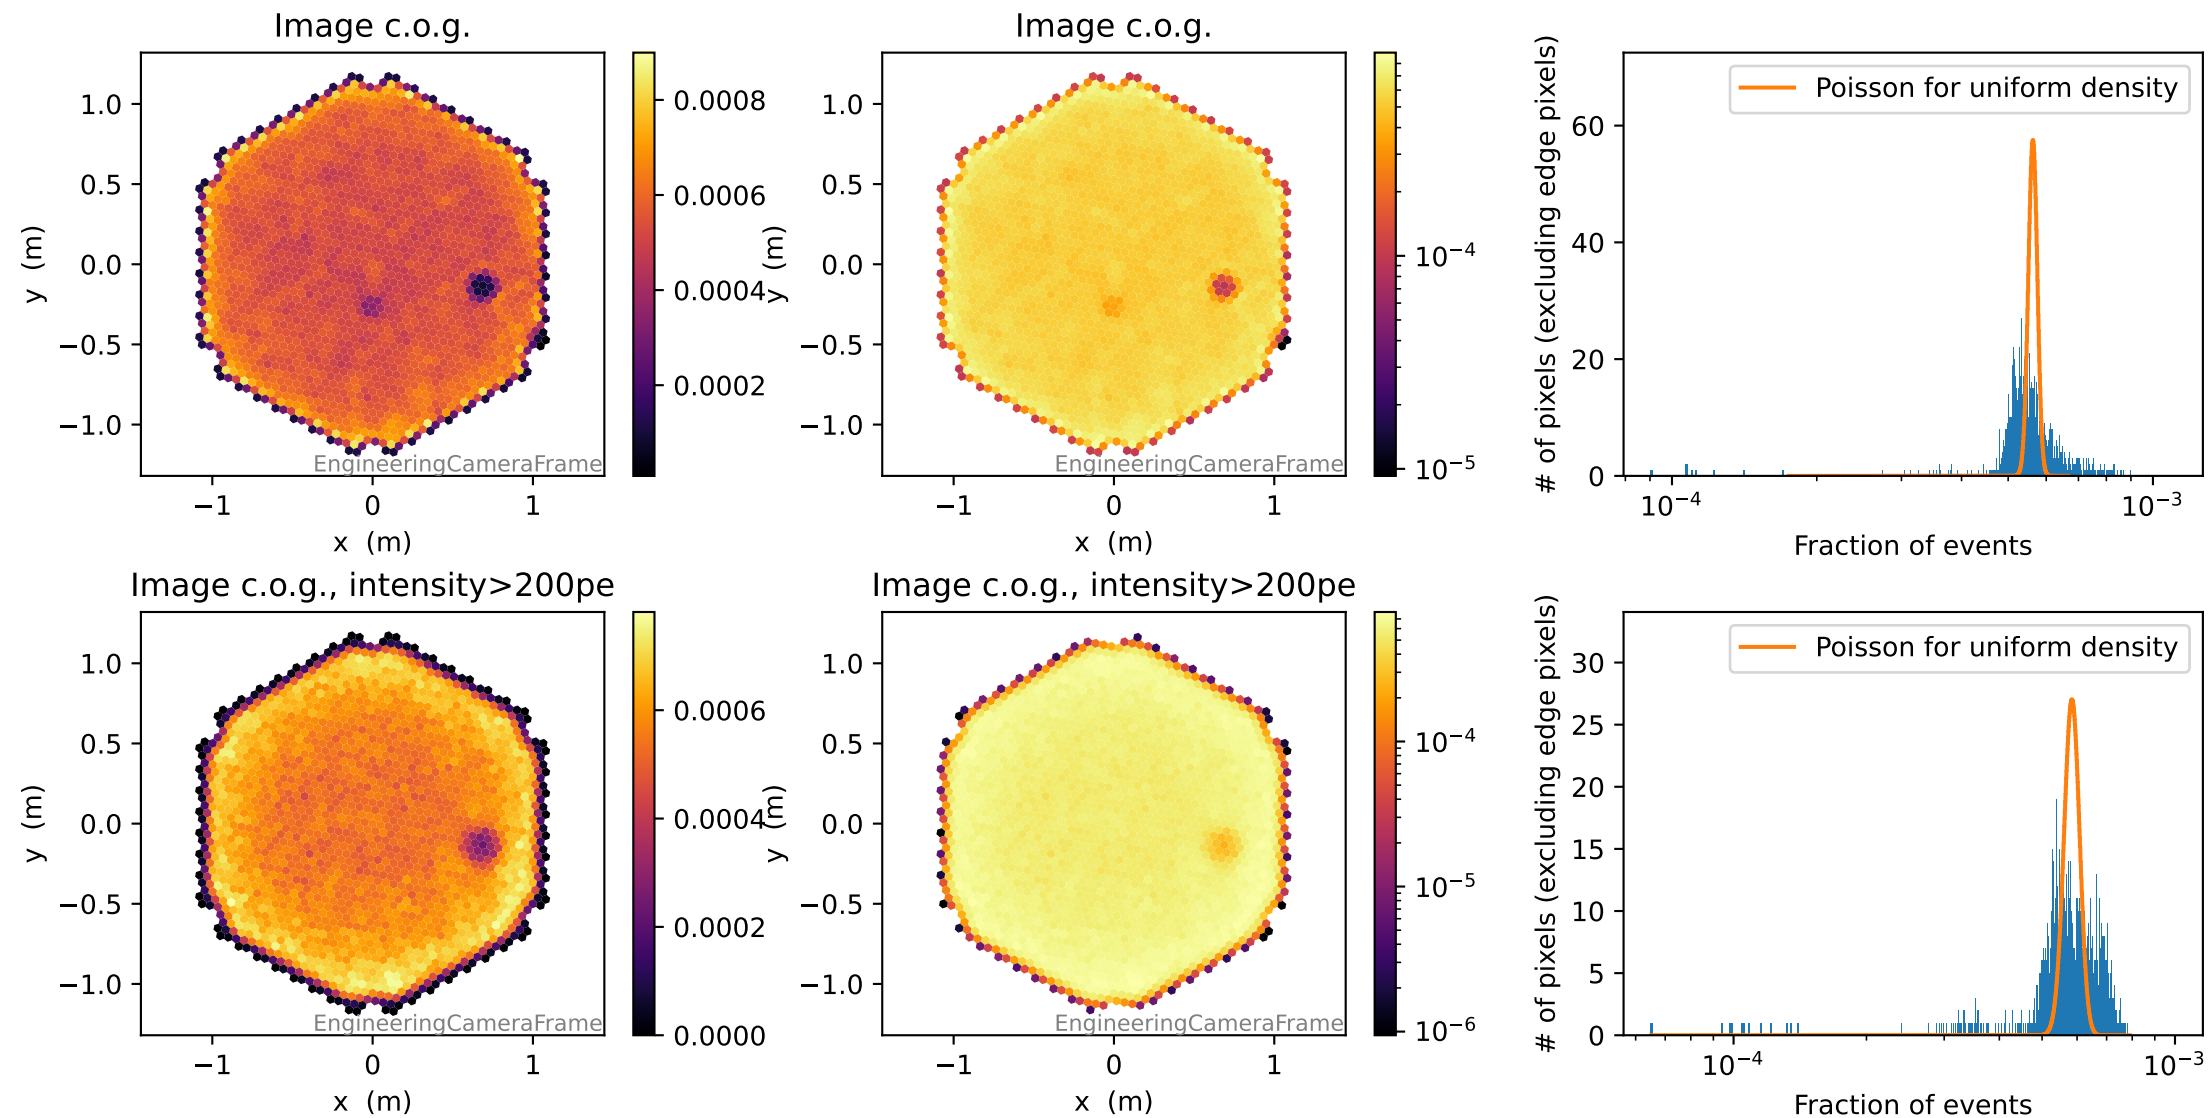 Image c.o.g.
1.0
0.5
0.0
−0.5
−1.0
y (m)
−1
0
1
x (m)
EngineeringCameraFrame
0.0008
0.0006
0.0004
0.0002
Image c.o.g.
1.0
0.5
0.0
−0.5
−1.0
y (m)
−1
0
1
x (m)
EngineeringCameraFrame
10⁻⁴
10⁻⁵
# of pixels (excluding edge pixels)
60
40
20
0
Poisson for uniform density
10⁻⁴
10⁻³
Fraction of events
Image c.o.g., intensity>200pe
1.0
0.5
0.0
−0.5
−1.0
y (m)
−1
0
1
x (m)
EngineeringCameraFrame
0.0006
0.0004
0.0002
0.0000
Image c.o.g., intensity>200pe
1.0
0.5
0.0
−0.5
−1.0
y (m)
−1
0
1
x (m)
EngineeringCameraFrame
10⁻⁴
10⁻⁵
10⁻⁶
# of pixels (excluding edge pixels)
30
25
20
15
10
5
0
Poisson for uniform density
10⁻⁴
10⁻³
Fraction of events